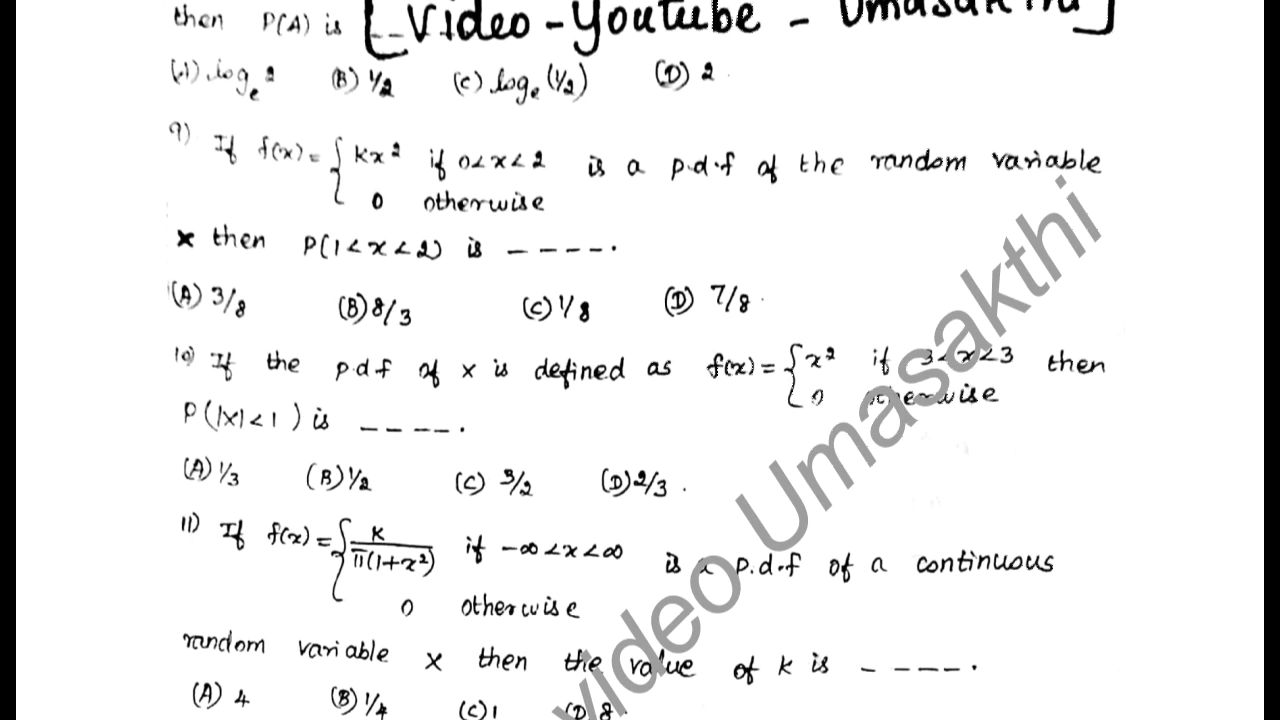 then P(A) is [--Video-Youtube - Umasakthi]
(A) log_e 2 (B) 1/2 (C) log_e (1/2) (D) 2
9) If f(x) = { kx² if 0<x<2 is a p.d.f of the random variable
0 otherwise
x then P(1<x<2) is ----.
(A) 3/8 (B) 8/3 (C) 1/8 (D) 7/8.
10) If the p.d.f of x is defined as f(x) = { x² if 3<x<3 then
0 otherwise
P(|x|<1) is ----.
(A) 1/3 (B) 1/2 (C) 3/2 (D) 2/3.
11) If f(x) = { k/π(1+x²) if -∞<x<∞ is a p.d.f of a continuous
0 otherwise
random variable x then the value of k is ----.
(A) 4 (B) 1/4 (C) 1 (D) 8.
video Umasakthi